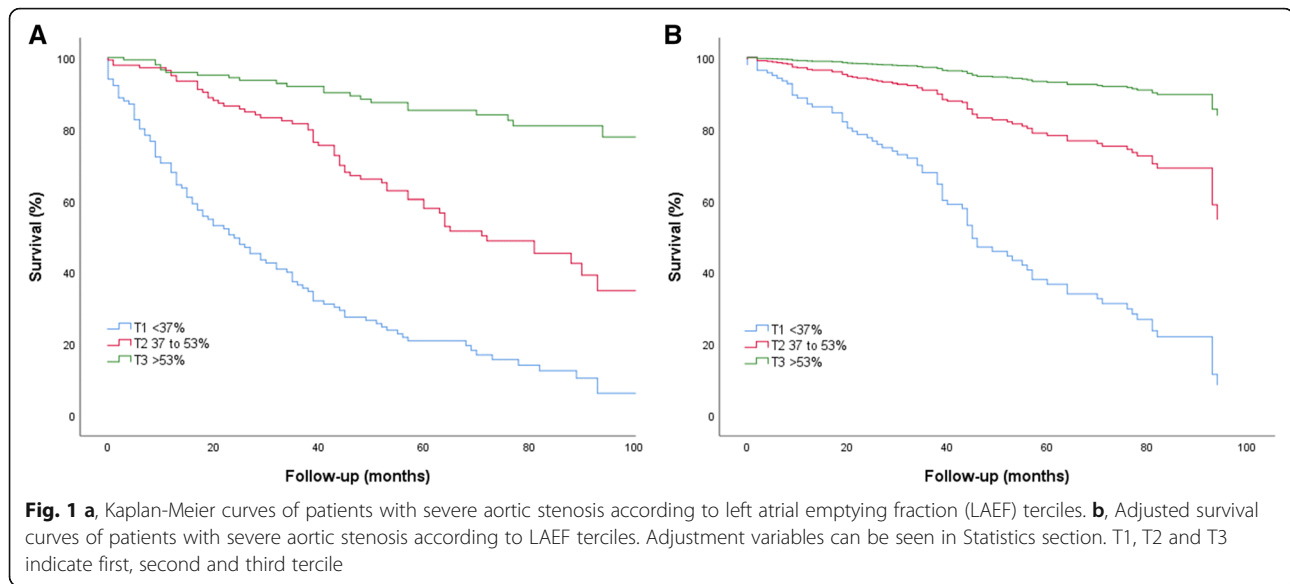 A
100
80
60
40
20
0
Survival (%)
T1 <37%
T2 37 to 53%
T3 >53%
0 20 40 60 80 100
Follow-up (months)
B
100
80
60
40
20
0
Survival (%)
T1 <37%
T2 37 to 53%
T3 >53%
0 20 40 60 80 100
Follow-up (months)
Fig. 1 a, Kaplan-Meier curves of patients with severe aortic stenosis according to left atrial emptying fraction (LAEF) terciles. b, Adjusted survival
curves of patients with severe aortic stenosis according to LAEF terciles. Adjustment variables can be seen in Statistics section. T1, T2 and T3
indicate first, second and third tercile